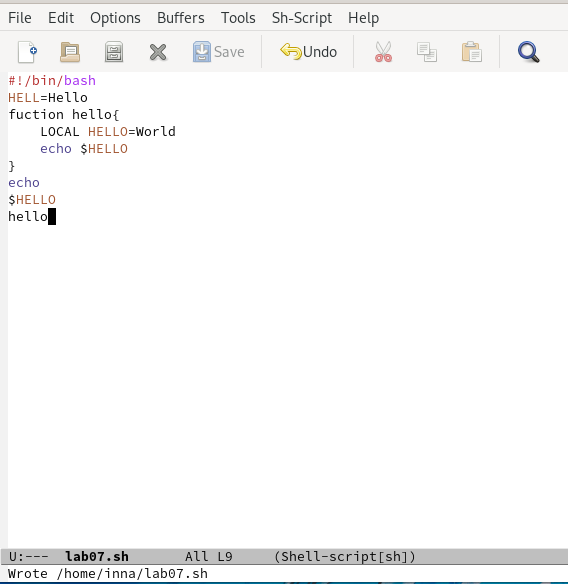 File Edit Options Buffers Tools Sh-Script Help
Save Undo
#!/bin/bash
HELL=Hello
fuction hello{
    LOCAL HELLO=World
    echo $HELLO
}
echo
$HELLO
hello
U:--- lab07.sh All L9 (Shell-script[sh])
Wrote /home/inna/lab07.sh